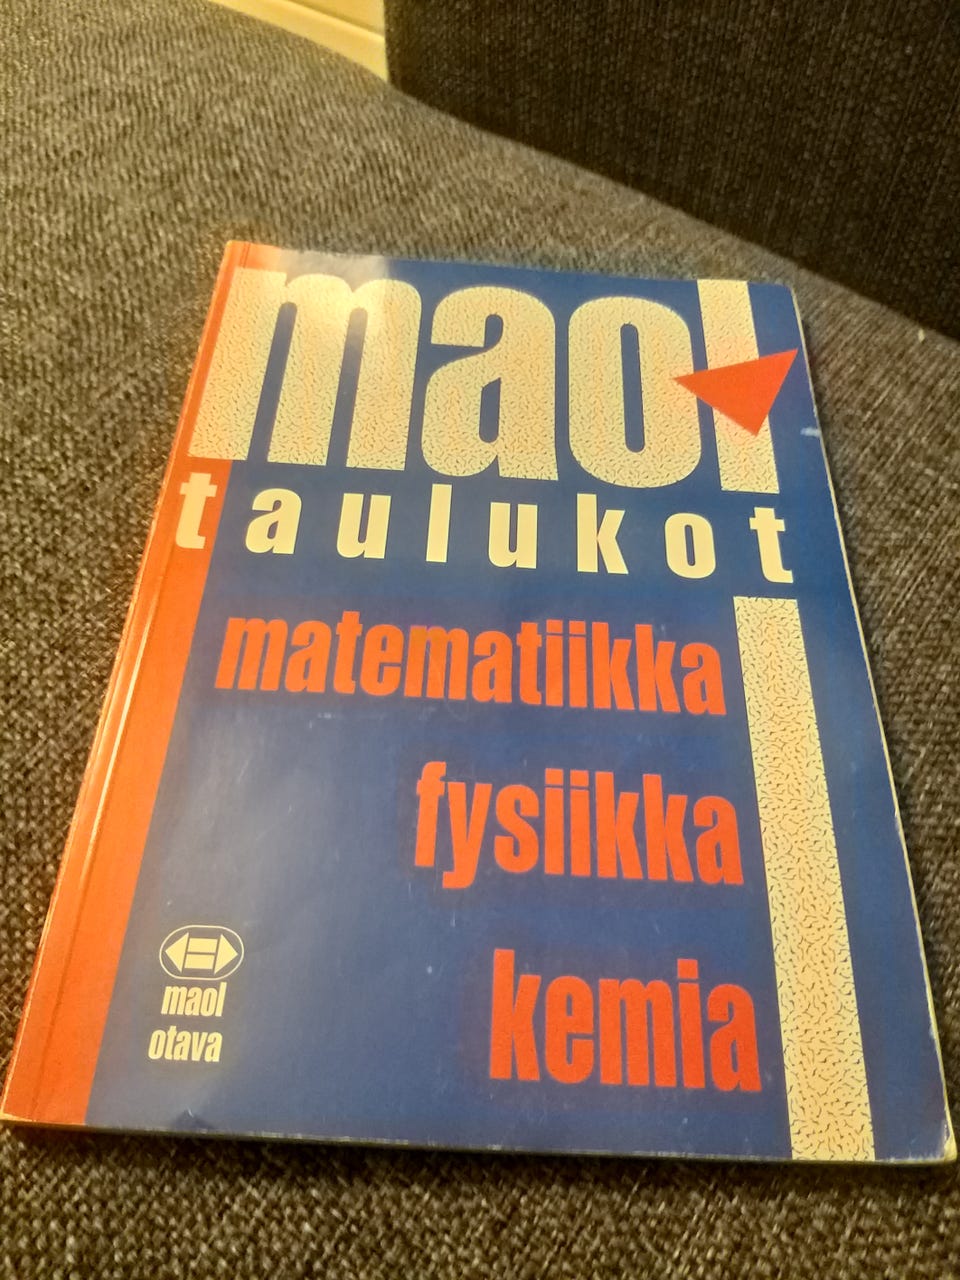 maol
taulukot
matematiikka
fysiikka
kemia
maol
otava